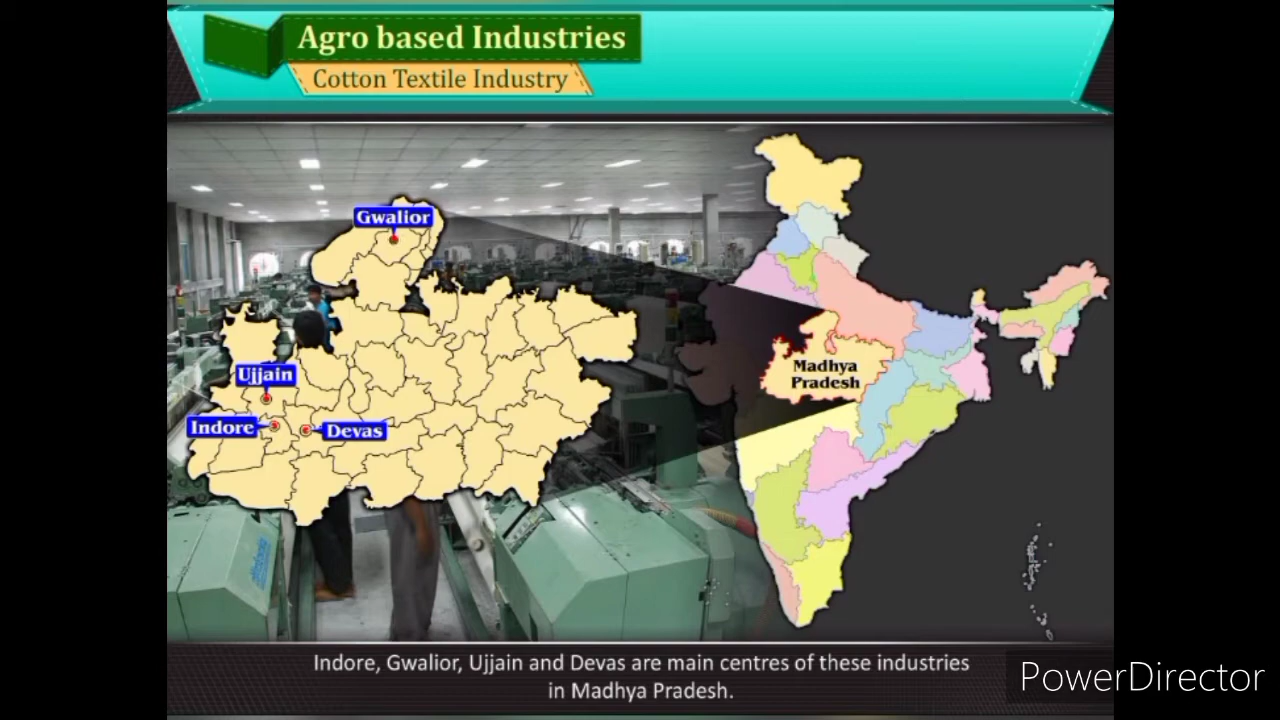 Agro based Industries
Cotton Textile Industry
Gwalior
Ujjain
Indore
Devas
Madhya
Pradesh
Indore, Gwalior, Ujjain and Devas are main centres of these industries
in Madhya Pradesh.
PowerDirector